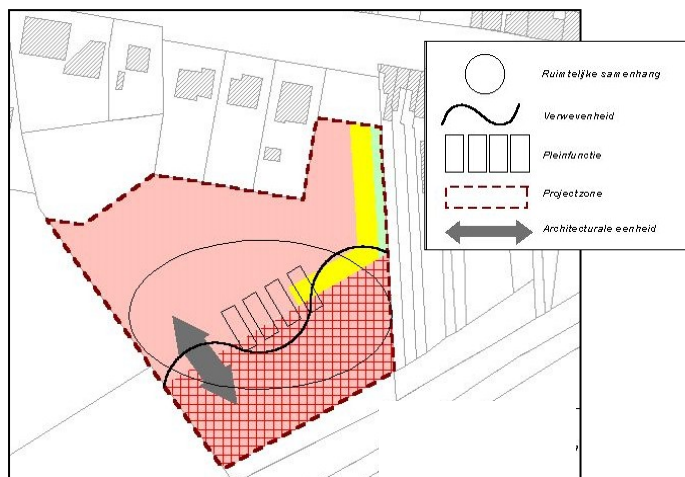 Ruimtelijke samenhang
Verwevenheid
Pleinfunctie
Projectzone
Architecturale eenheid